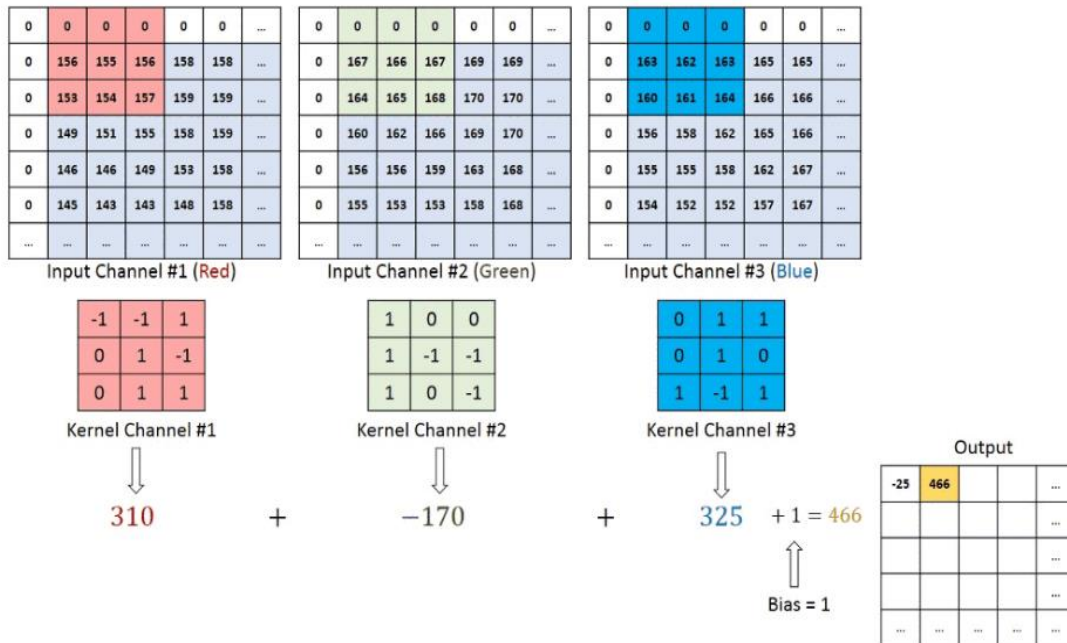 0 0 0 0 0 0 ...
0 156 155 156 158 158 ...
0 153 154 157 159 159 ...
0 149 151 155 158 159 ...
0 146 146 149 153 158 ...
0 145 143 143 148 158 ...
... ... ... ... ... ... ...
Input Channel #1 (Red)
0 0 0 0 0 0 ...
0 167 166 167 169 169 ...
0 164 165 168 170 170 ...
0 160 162 166 169 170 ...
0 156 156 159 163 168 ...
0 155 153 153 158 168 ...
... ... ... ... ... ... ...
Input Channel #2 (Green)
0 0 0 0 0 0 ...
0 163 162 163 165 165 ...
0 160 161 164 166 166 ...
0 156 158 162 165 166 ...
0 155 155 158 162 167 ...
0 154 152 152 157 167 ...
... ... ... ... ... ... ...
Input Channel #3 (Blue)
-1 -1 1
0 1 -1
0 1 1
Kernel Channel #1
1 0 0
1 -1 -1
1 0 -1
Kernel Channel #2
0 1 1
0 1 0
1 -1 1
Kernel Channel #3
310 + −170 + 325 + 1 = 466
Bias = 1
Output
-25 466 ...
...
...
...
... ... ... ... ...